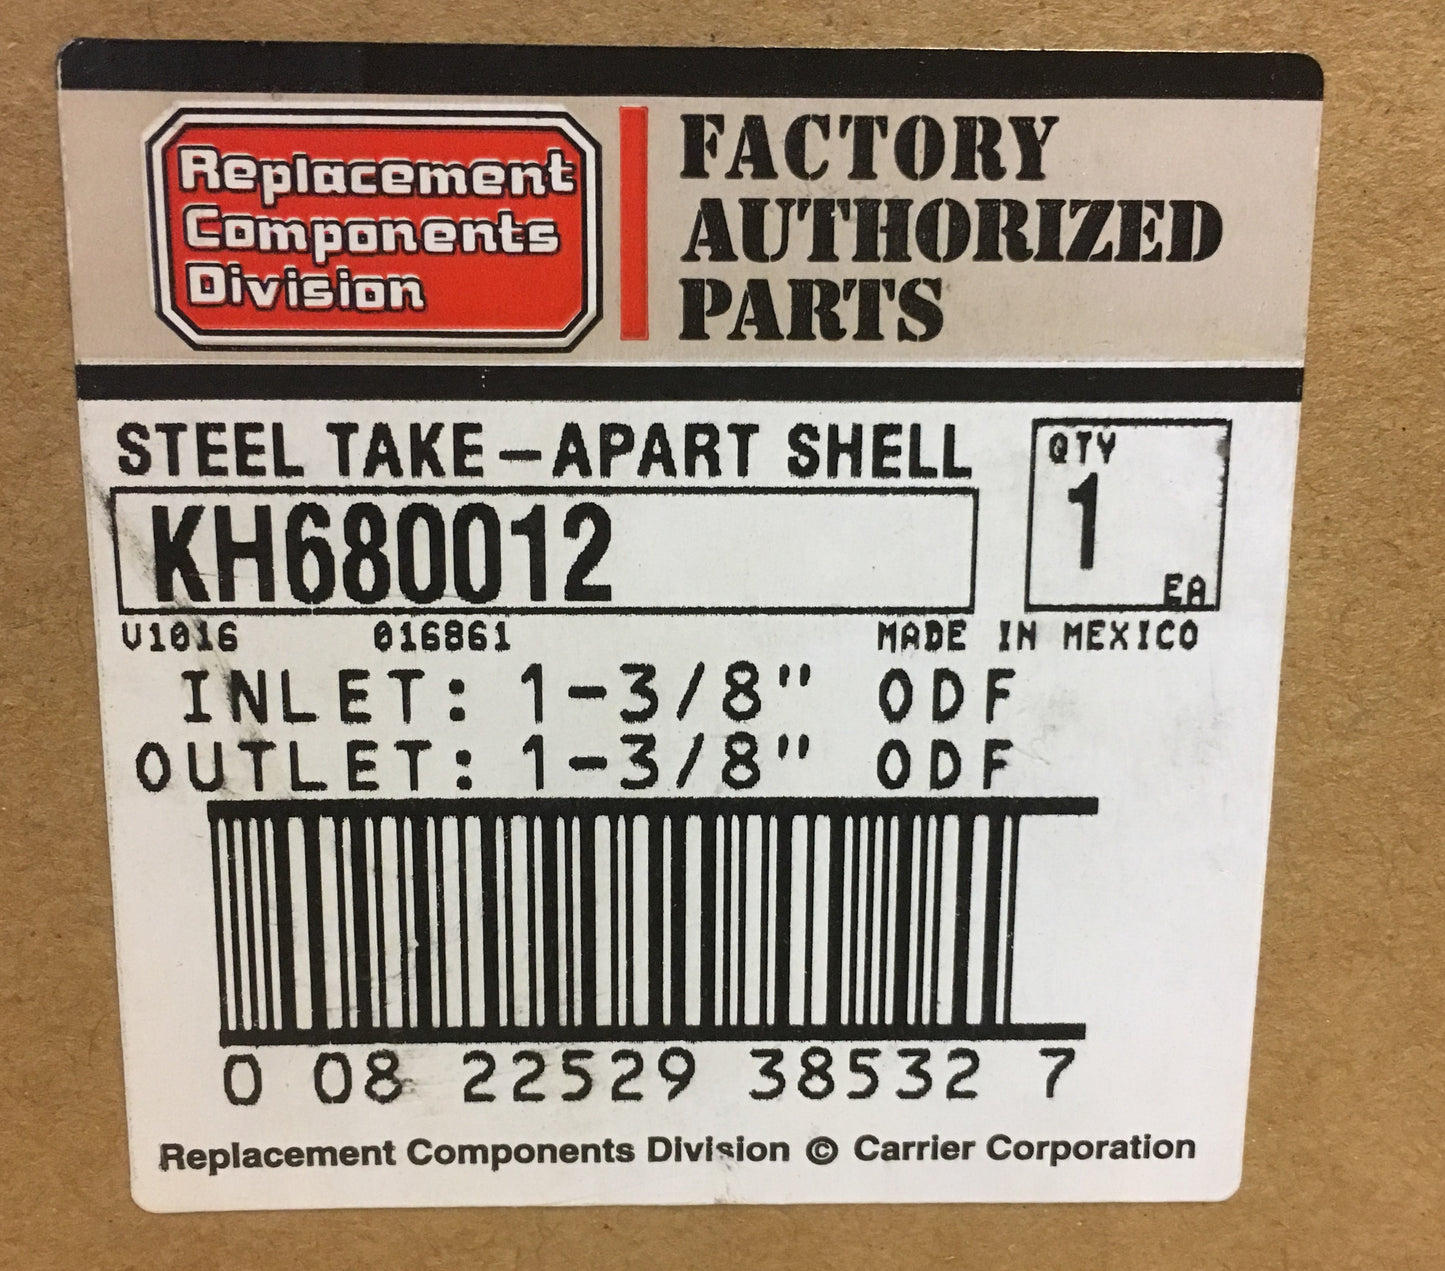 Replacement
Components
Division
FACTORY
AUTHORIZED
PARTS
STEEL TAKE-APART SHELL
KH680012
QTY
1
EA
V1016 016861 MADE IN MEXICO
INLET: 1-3/8" ODF
OUTLET: 1-3/8" ODF
0 08 22529 38532 7
Replacement Components Division © Carrier Corporation